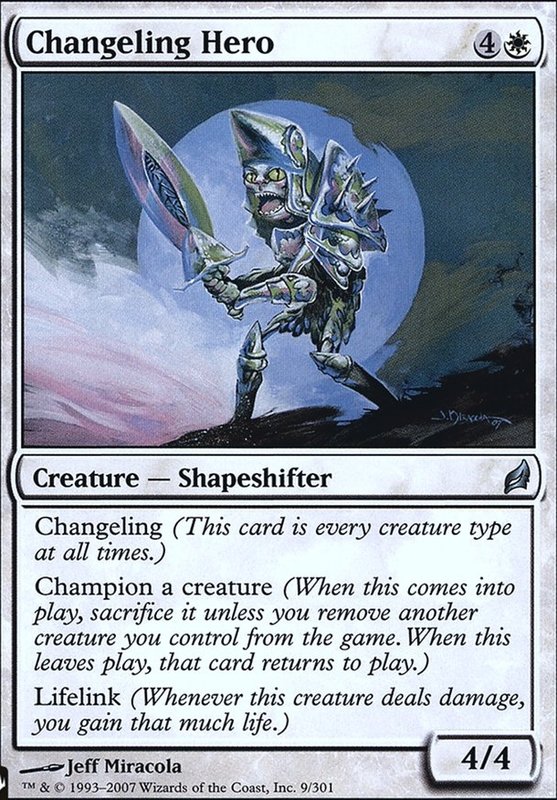 Changeling Hero 4
Creature — Shapeshifter
Changeling (This card is every creature type
at all times.)
Champion a creature (When this comes into
play, sacrifice it unless you remove another
creature you control from the game. When this
leaves play, that card returns to play.)
Lifelink (Whenever this creature deals damage,
you gain that much life.)
4/4
Jeff Miracola
™ & © 1993–2007 Wizards of the Coast, Inc. 9/301